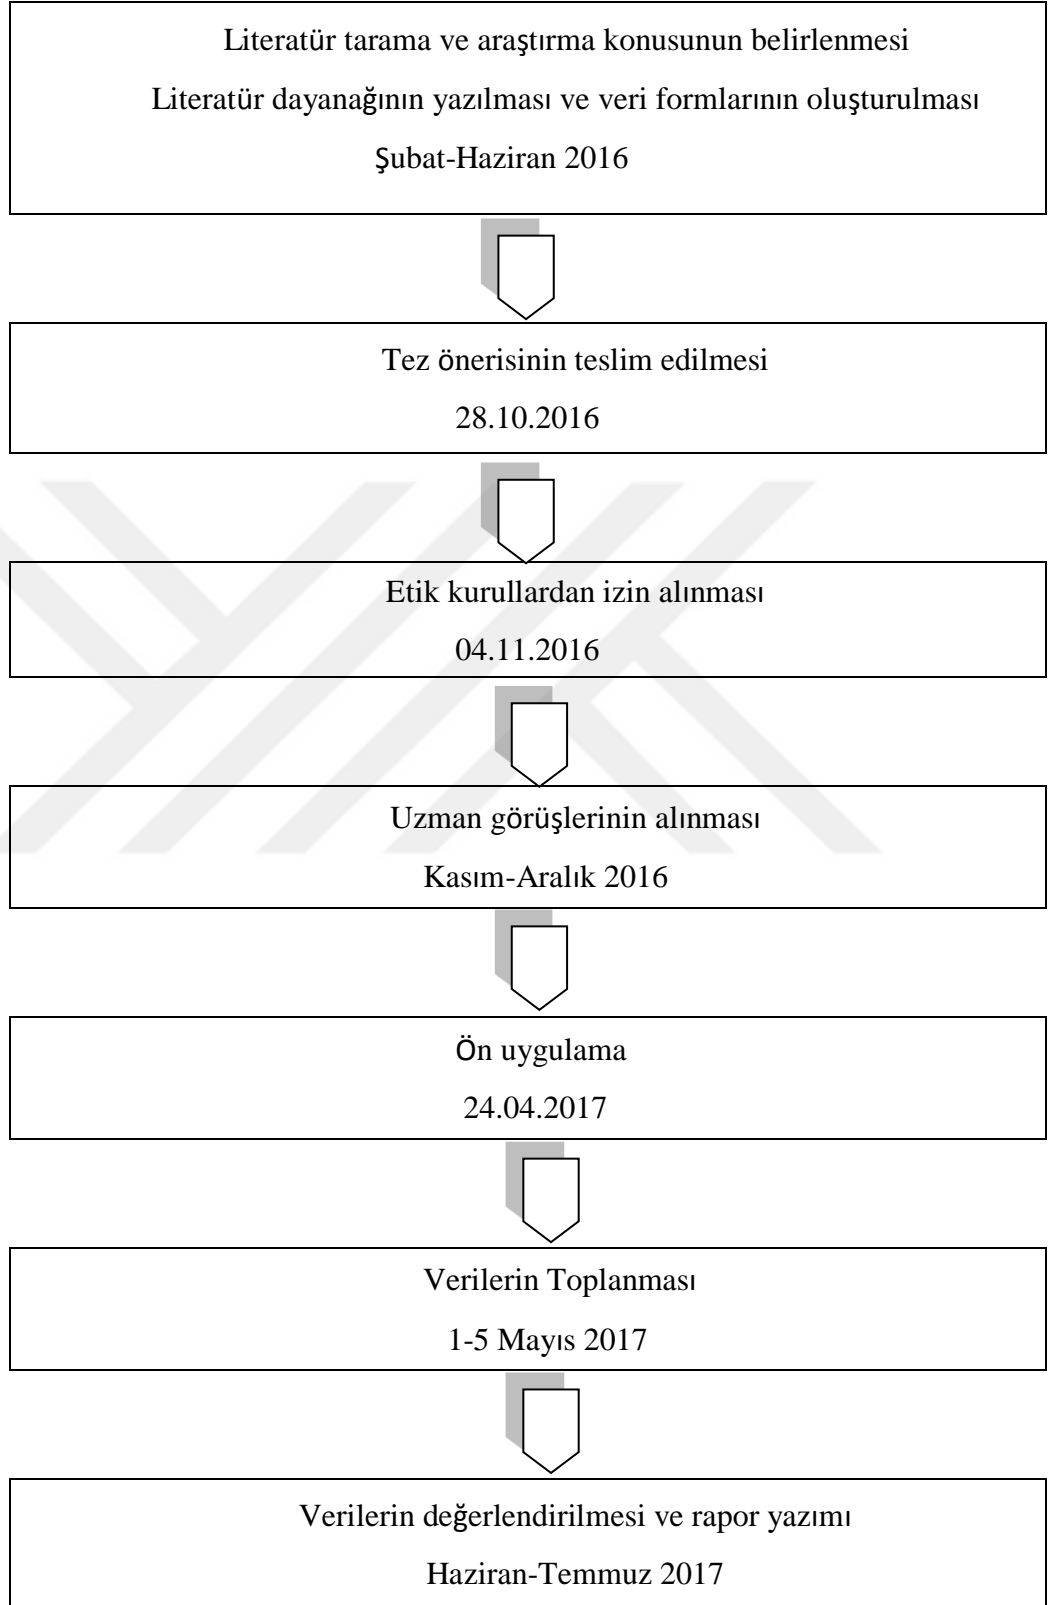 Literatür tarama ve araştırma konusunun belirlenmesi
Literatür dayanağının yazılması ve veri formlarının oluşturulması
Şubat-Haziran 2016
Tez önerisinin teslim edilmesi
28.10.2016
Etik kurullardan izin alınması
04.11.2016
Uzman görüşlerinin alınması
Kasım-Aralık 2016
Ön uygulama
24.04.2017
Verilerin Toplanması
1-5 Mayıs 2017
Verilerin değerlendirilmesi ve rapor yazımı
Haziran-Temmuz 2017